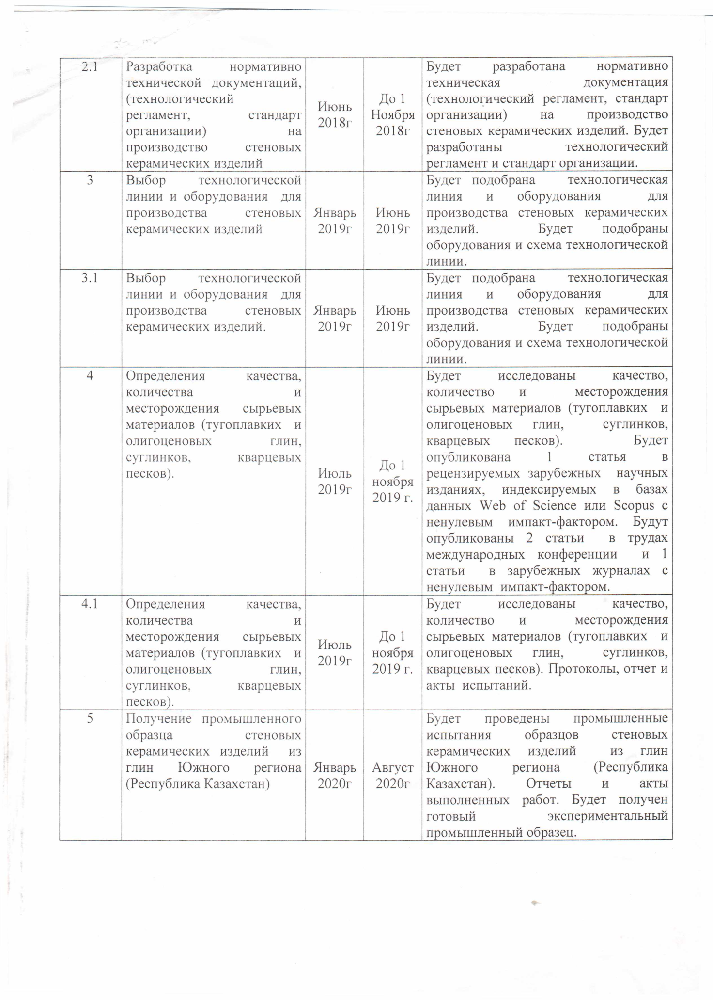 2.1
Разработка нормативно
технической документаций,
(технологический
регламент, стандарт
организации) на
производство стеновых
керамических изделий
Июнь
2018г
До 1
Ноября
2018г
Будет разработана нормативно
техническая документация
(технологический регламент, стандарт
организации) на производство
стеновых керамических изделий. Будет
разработаны технологический
регламент и стандарт организации.
3
Выбор технологической
линии и оборудования для
производства стеновых
керамических изделий
Январь
2019г
Июнь
2019г
Будет подобрана технологическая
линия и оборудования для
производства стеновых керамических
изделий. Будет подобраны
оборудования и схема технологической
линии.
3.1
Выбор технологической
линии и оборудования для
производства стеновых
керамических изделий.
Январь
2019г
Июнь
2019г
Будет подобрана технологическая
линия и оборудования для
производства стеновых керамических
изделий. Будет подобраны
оборудования и схема технологической
линии.
4
Определения качества,
количества и
месторождения сырьевых
материалов (тугоплавких и
олигоценовых глин,
суглинков, кварцевых
песков).
Июль
2019г
До 1
ноября
2019 г.
Будет исследованы качество,
количество и месторождения
сырьевых материалов (тугоплавких и
олигоценовых глин, суглинков,
кварцевых песков). Будет
опубликована 1 статья в
рецензируемых зарубежных научных
изданиях, индексируемых в базах
данных Web of Science или Scopus с
ненулевым импакт-фактором. Будут
опубликованы 2 статьи в трудах
международных конференции и 1
статьи в зарубежных журналах с
ненулевым импакт-фактором.
4.1
Определения качества,
количества и
месторождения сырьевых
материалов (тугоплавких и
олигоценовых глин,
суглинков, кварцевых
песков).
Июль
2019г
До 1
ноября
2019 г.
Будет исследованы качество,
количество и месторождения
сырьевых материалов (тугоплавких и
олигоценовых глин, суглинков,
кварцевых песков). Протоколы, отчет и
акты испытаний.
5
Получение промышленного
образца стеновых
керамических изделий из
глин Южного региона
(Республика Казахстан)
Январь
2020г
Август
2020г
Будет проведены промышленные
испытания образцов стеновых
керамических изделий из глин
Южного региона (Республика
Казахстан). Отчеты и акты
выполненных работ. Будет получен
готовый экспериментальный
промышленный образец.